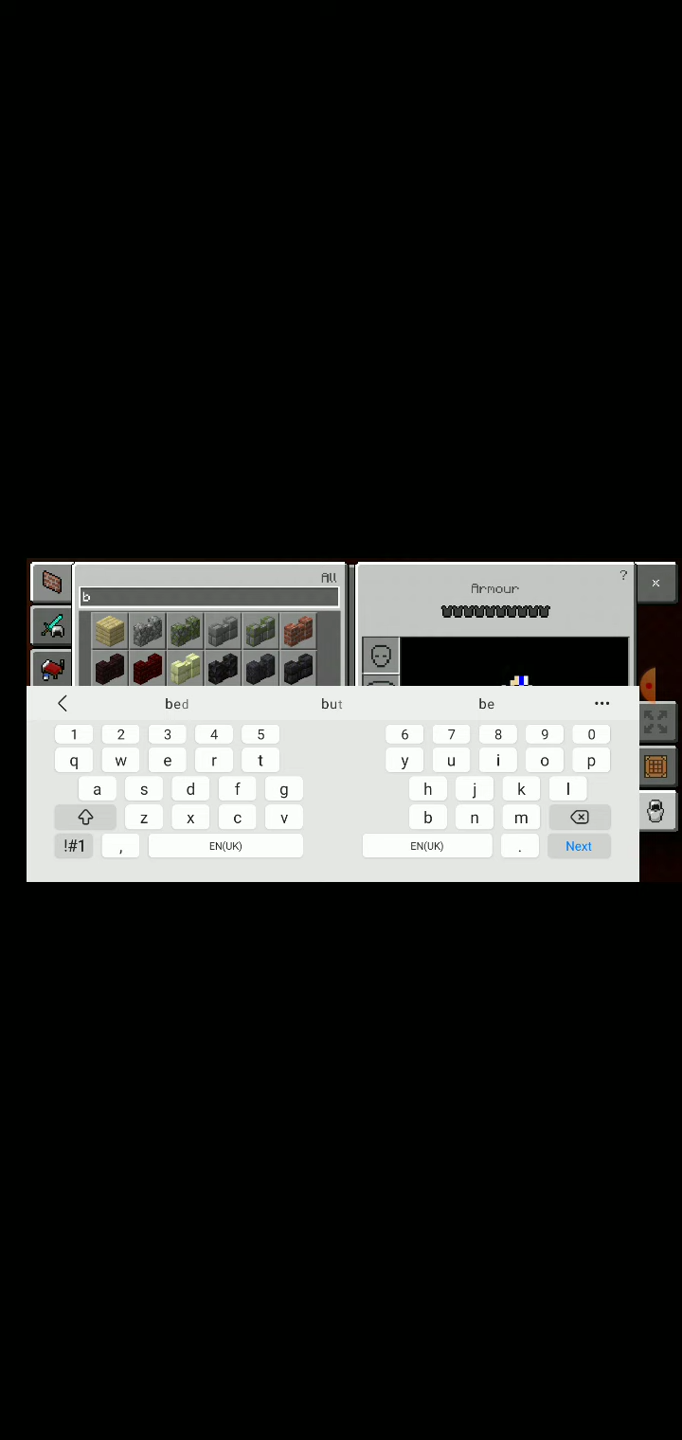 All
b
?
Armour
×
bed but be •••
1 2 3 4 5 6 7 8 9 0
q w e r t y u i o p
a s d f g h j k l
z x c v b n m
!#1 , EN(UK) EN(UK) . Next